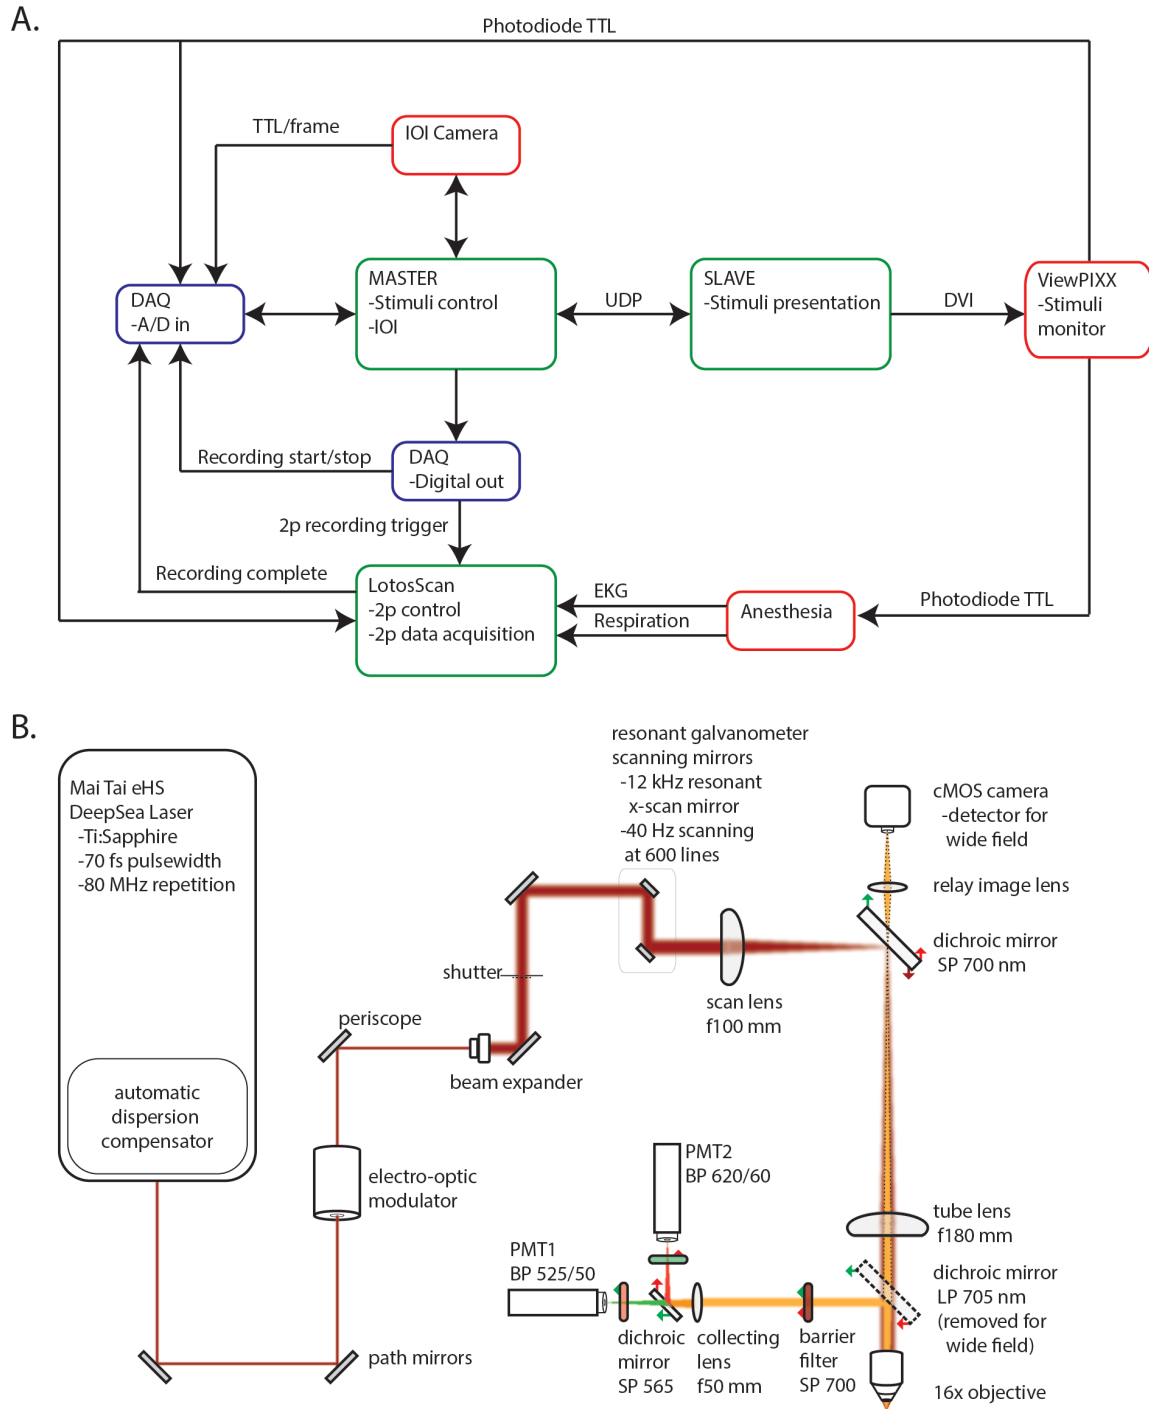 A.
Photodiode TTL
TTL/frame
IOI Camera
DAQ
-A/D in
MASTER
-Stimuli control
-IOI
UDP
SLAVE
-Stimuli presentation
DVI
ViewPIXX
-Stimuli
monitor
Recording start/stop
DAQ
-Digital out
2p recording trigger
Recording complete
LotosScan
-2p control
-2p data acquisition
EKG
Respiration
Anesthesia
Photodiode TTL
B.
Mai Tai eHS
DeepSea Laser
-Ti:Sapphire
-70 fs pulsewidth
-80 MHz repetition
automatic
dispersion
compensator
resonant galvanometer
scanning mirrors
-12 kHz resonant
x-scan mirror
-40 Hz scanning
at 600 lines
cMOS camera
-detector for
wide field
relay image lens
dichroic mirror
SP 700 nm
shutter
scan lens
f100 mm
periscope
beam expander
electro-optic
modulator
path mirrors
PMT2
BP 620/60
PMT1
BP 525/50
tube lens
f180 mm
dichroic mirror
LP 705 nm
(removed for
wide field)
dichroic
mirror
SP 565
collecting
lens
f50 mm
barrier
filter
SP 700
16x objective